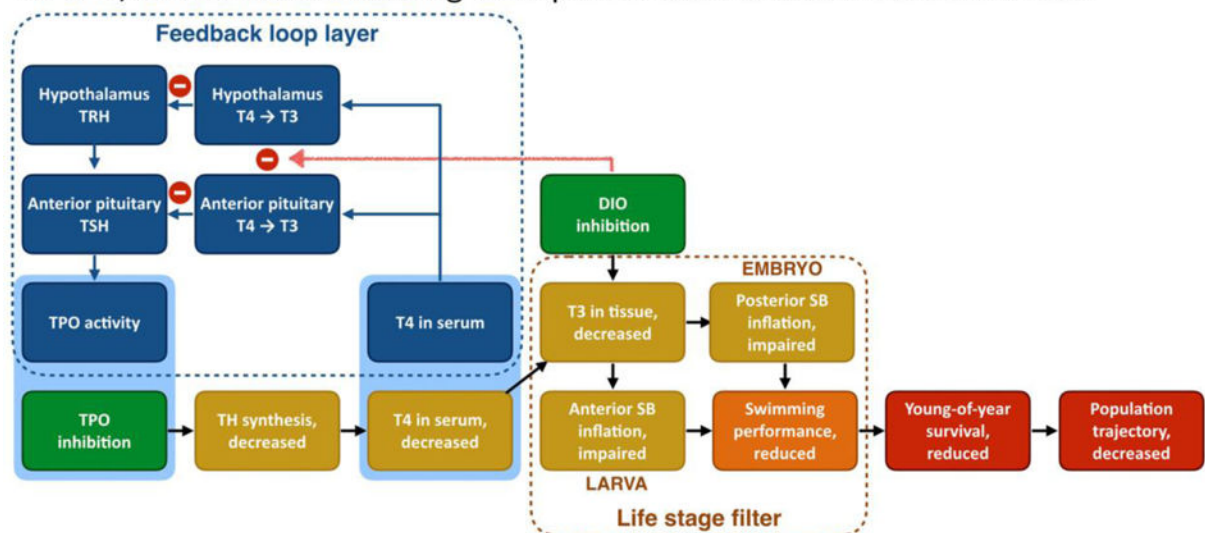 Feedback loop layer
Hypothalamus
TRH
Hypothalamus
T4 → T3
Anterior pituitary
TSH
Anterior pituitary
T4 → T3
DIO
inhibition
EMBRYO
TPO activity
T4 in serum
T3 in tissue,
decreased
Posterior SB
inflation,
impaired
TPO
inhibition
TH synthesis,
decreased
T4 in serum,
decreased
Anterior SB
inflation,
impaired
Swimming
performance,
reduced
Young-of-year
survival,
reduced
Population
trajectory,
decreased
LARVA
Life stage filter